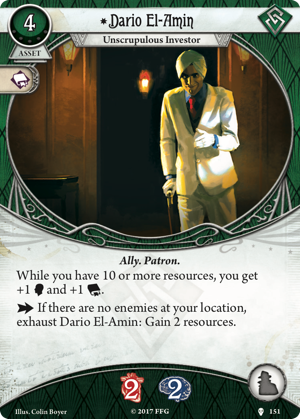 4
Dario El-Amin
ASSET
Unscrupulous Investor
Ally. Patron.
While you have 10 or more resources, you get
+1 and +1 .
If there are no enemies at your location,
exhaust Dario El-Amin: Gain 2 resources.
2 2
Illus. Colin Boyer © 2017 FFG 151